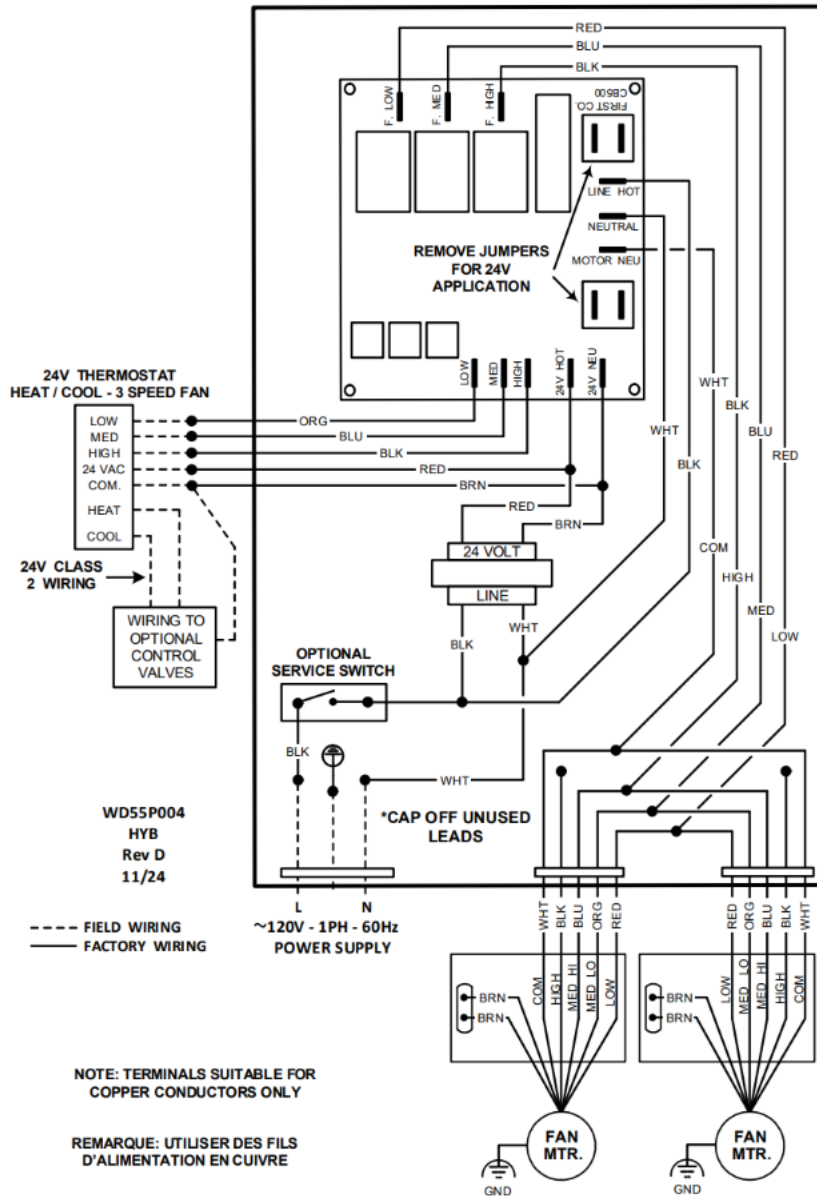 RED
BLU
BLK
F. LOW
F. MED
F. HIGH
FIRST CO.
CB500
LINE HOT
NEUTRAL
MOTOR NEU
REMOVE JUMPERS
FOR 24V
APPLICATION
LOW
MED
HIGH
24V HOT
24V NEU
24V THERMOSTAT
HEAT / COOL - 3 SPEED FAN
LOW
MED
HIGH
24 VAC
COM.
HEAT
COOL
ORG
BLU
BLK
RED
BRN
WHT
BLK
WHT
BLK
BLU
RED
COM
HIGH
MED
LOW
RED
BRN
24 VOLT
LINE
BLK
WHT
24V CLASS
2 WIRING
WIRING TO
OPTIONAL
CONTROL
VALVES
OPTIONAL
SERVICE SWITCH
BLK
WHT
*CAP OFF UNUSED
LEADS
WD55P004
HYB
Rev D
11/24
FIELD WIRING
FACTORY WIRING
L
N
~120V - 1PH - 60Hz
POWER SUPPLY
WHT
BLK
BLU
ORG
RED
RED
ORG
BLU
BLK
WHT
COM
HIGH
MED HI
MED LO
LOW
LOW
MED LO
MED HI
HIGH
COM
BRN
BRN
BRN
BRN
FAN
MTR.
FAN
MTR.
GND
GND
NOTE: TERMINALS SUITABLE FOR
COPPER CONDUCTORS ONLY
REMARQUE: UTILISER DES FILS
D'ALIMENTATION EN CUIVRE